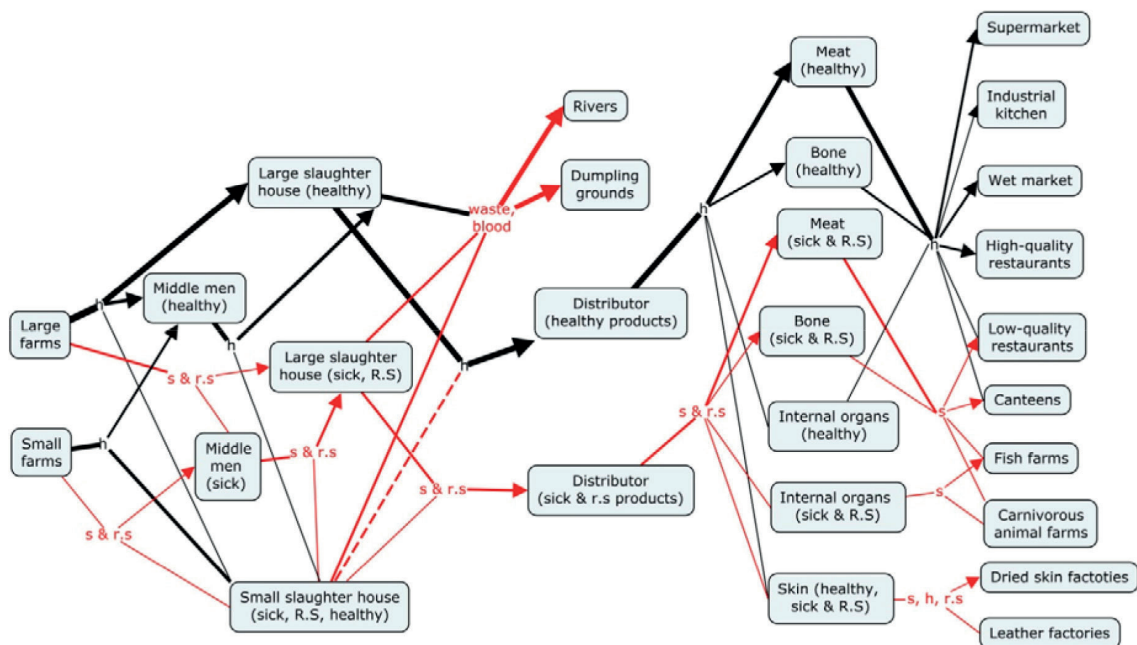 Supermarket
Meat
(healthy)
Industrial
kitchen
Rivers
Large slaughter
house (healthy)
Bone
(healthy)
Dumpling
grounds
Wet market
waste,
blood
h
Meat
(sick & R.S)
h
High-quality
restaurants
Middle men
(healthy)
h
Large
farms
Distributor
(healthy products)
Bone
(sick & R.S)
Low-quality
restaurants
h
Large slaughter
house (sick, R.S)
h
s & r.s
Canteens
s & r.s
s
Internal organs
(healthy)
Small
farms
h
Middle
men
(sick)
s & r.s
Fish farms
s & r.s
Distributor
(sick & r.s products)
Internal organs
(sick & R.S)
s
Carnivorous
animal farms
s & r.s
Small slaughter house
(sick, R.S, healthy)
Skin (healthy,
sick & R.S)
s, h, r.s
Dried skin factoties
Leather factories